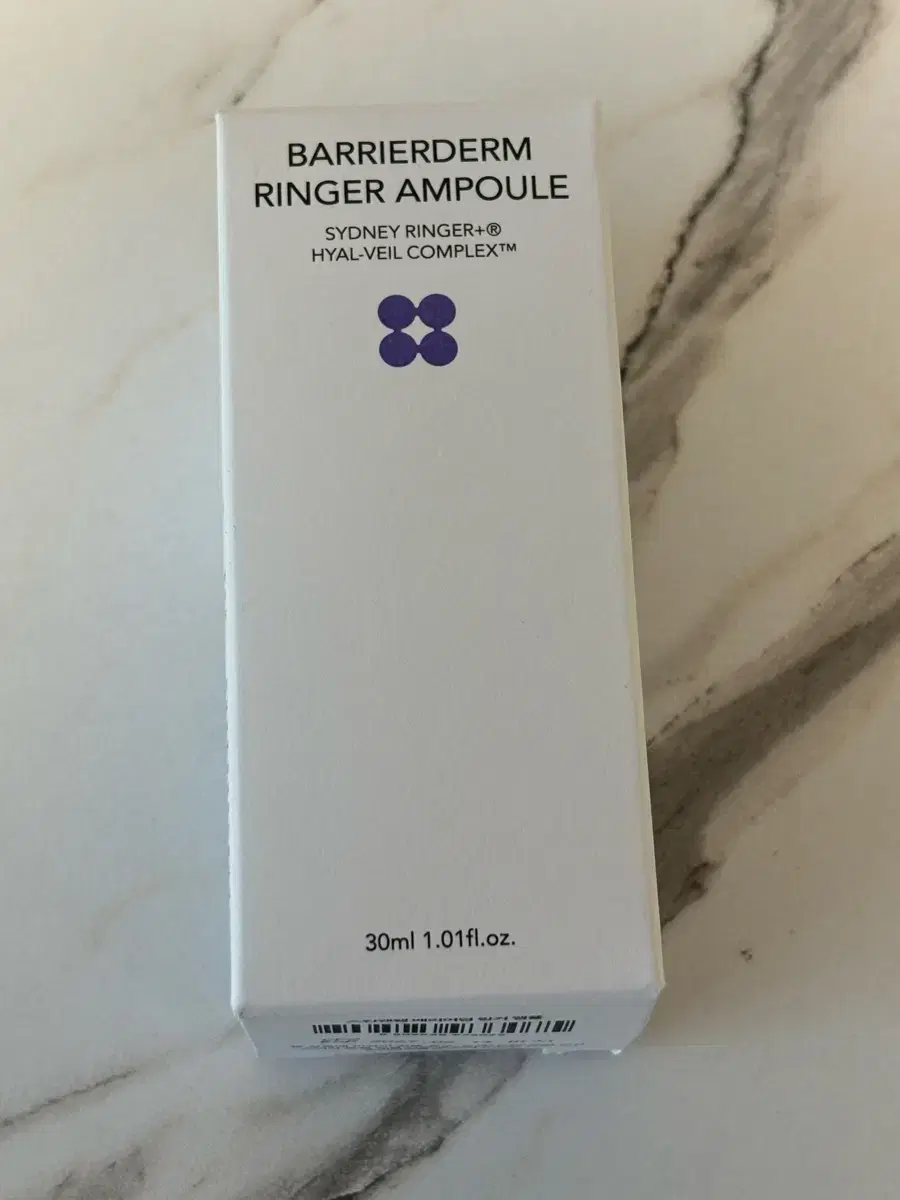 BARRIERDERM
RINGER AMPOULE
SYDNEY RINGER+®
HYAL-VEIL COMPLEX™
30ml 1.01fl.oz.